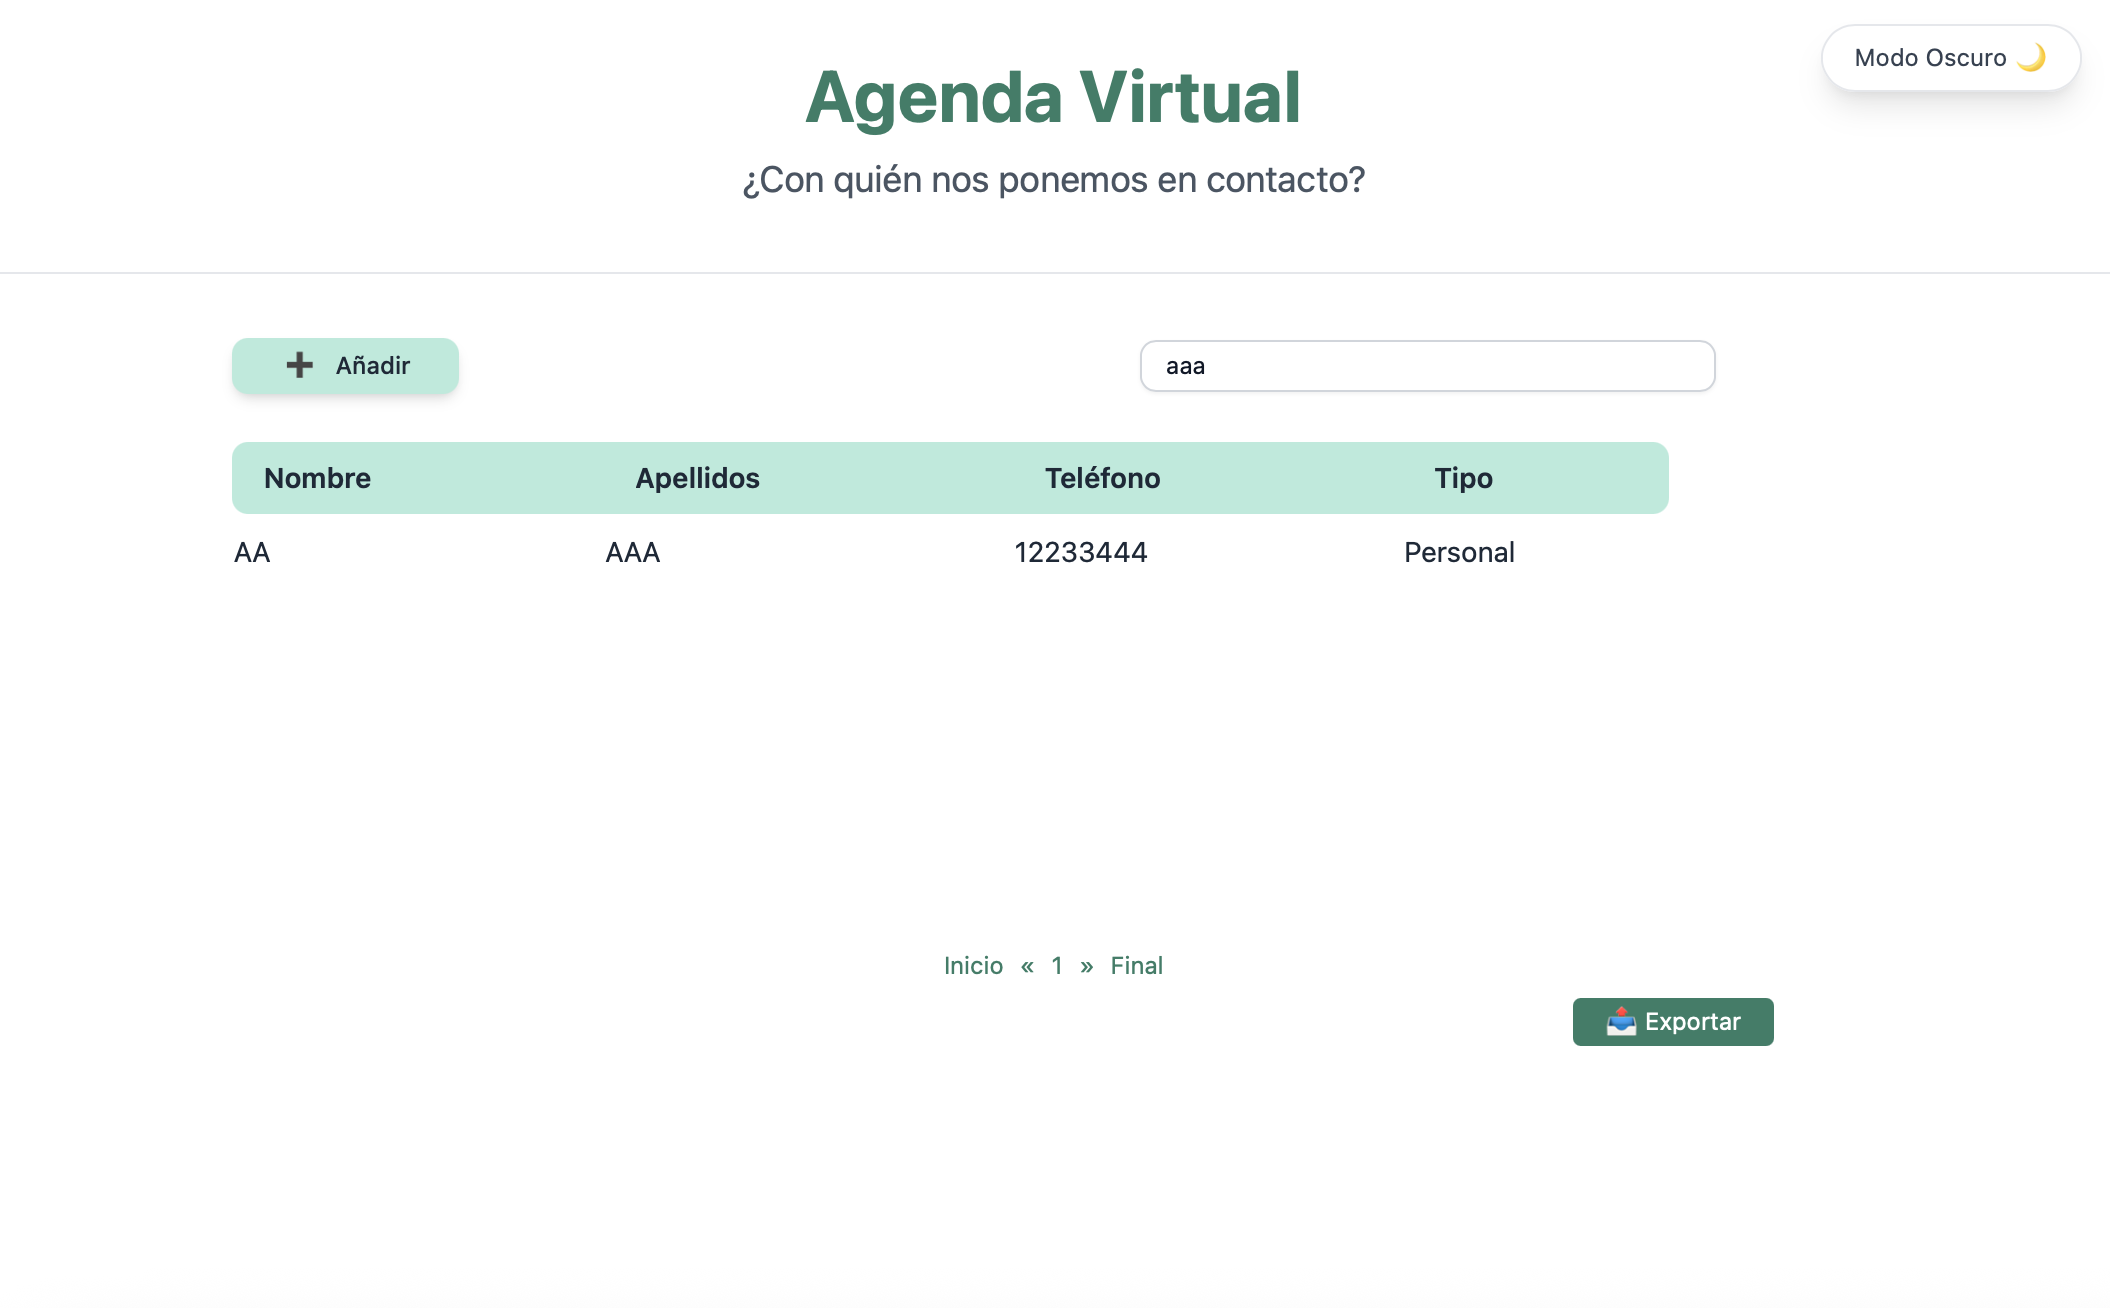 Modo Oscuro 🌙
Agenda Virtual
¿Con quién nos ponemos en contacto?
➕ Añadir
aaa
Nombre Apellidos Teléfono Tipo
AA AAA 12233444 Personal
Inicio « 1 » Final
📤 Exportar